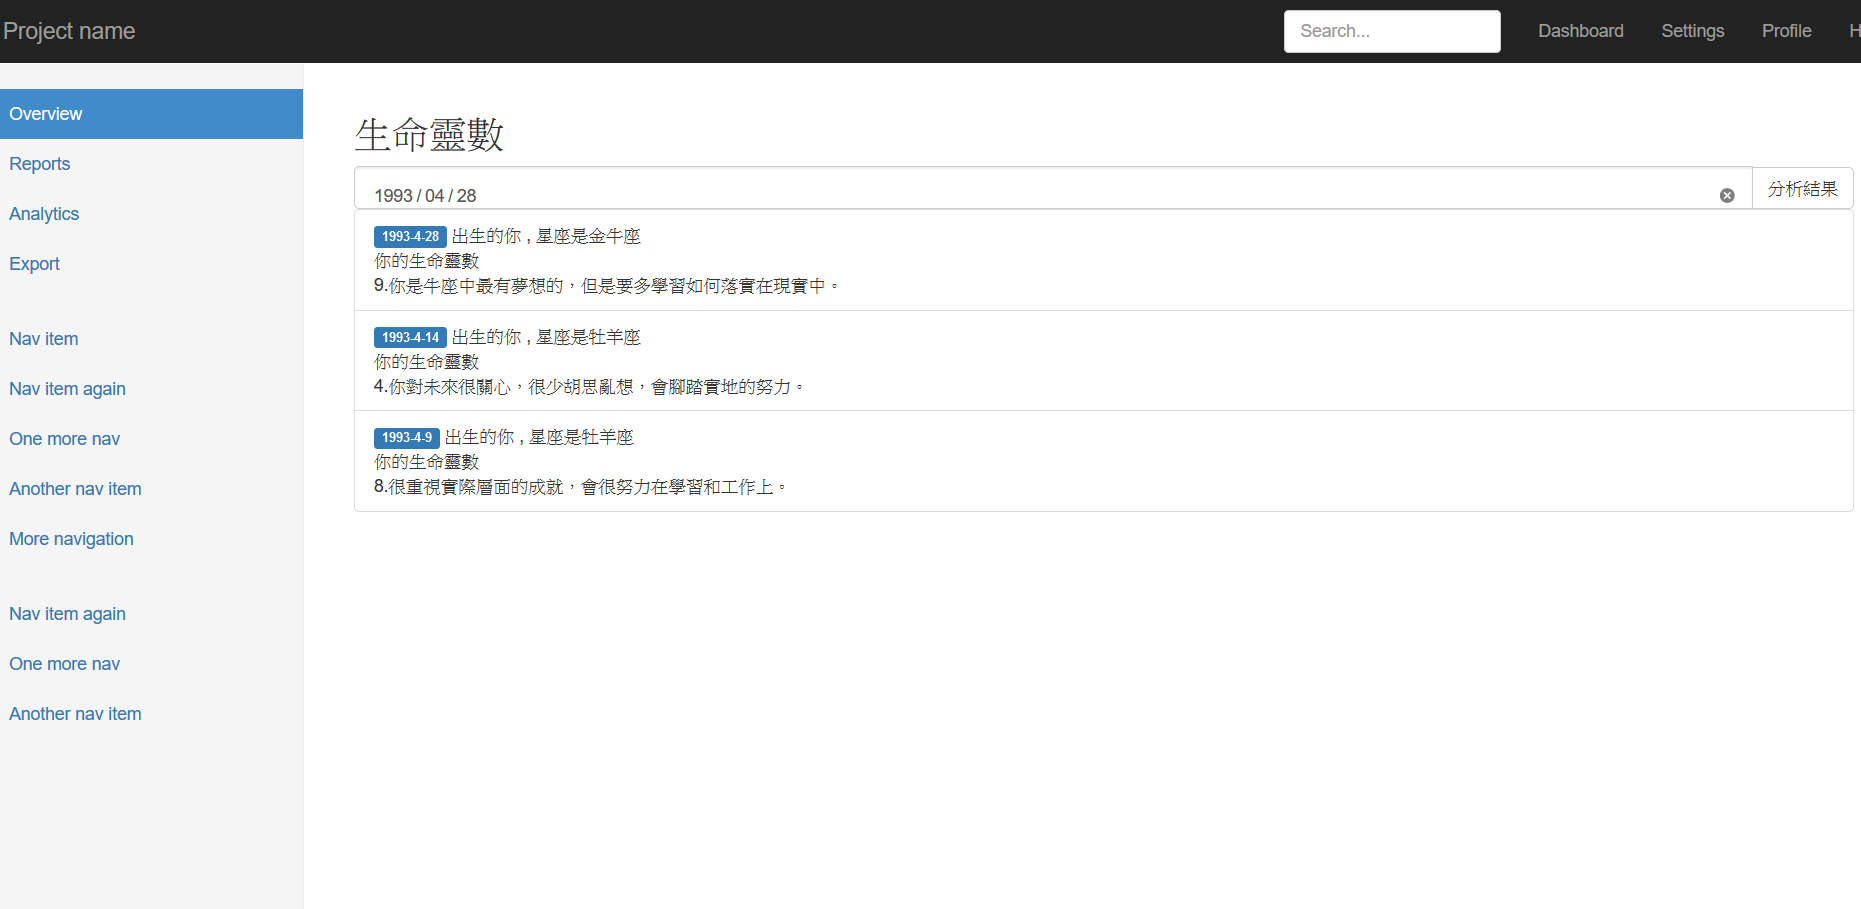 Project name
Search...
Dashboard
Settings
Profile
H
Overview
Reports
Analytics
Export
Nav item
Nav item again
One more nav
Another nav item
More navigation
Nav item again
One more nav
Another nav item
生命靈數
1993 / 04 / 28
分析結果
1993-4-28 出生的你 , 星座是金牛座
你的生命靈數
9.你是牛座中最有夢想的，但是要多學習如何落實在現實中。
1993-4-14 出生的你 , 星座是牡羊座
你的生命靈數
4.你對未來很關心，很少胡思亂想，會腳踏實地的努力。
1993-4-9 出生的你 , 星座是牡羊座
你的生命靈數
8.很重視實際層面的成就，會很努力在學習和工作上。